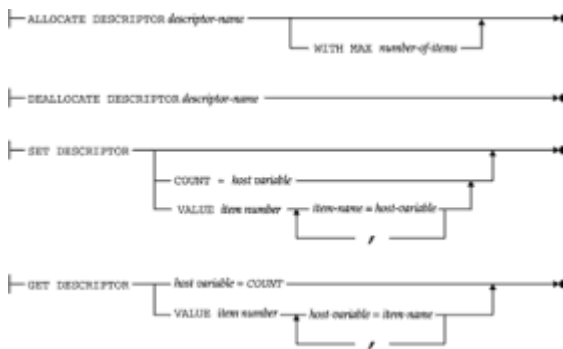 ALLOCATE DESCRIPTOR descriptor-name
WITH MAX number-of-items
DEALLOCATE DESCRIPTOR descriptor-name
SET DESCRIPTOR
COUNT = host variable
VALUE item number item-name = host-variable
,
GET DESCRIPTOR host variable = COUNT
VALUE item number host-variable = item-name
,